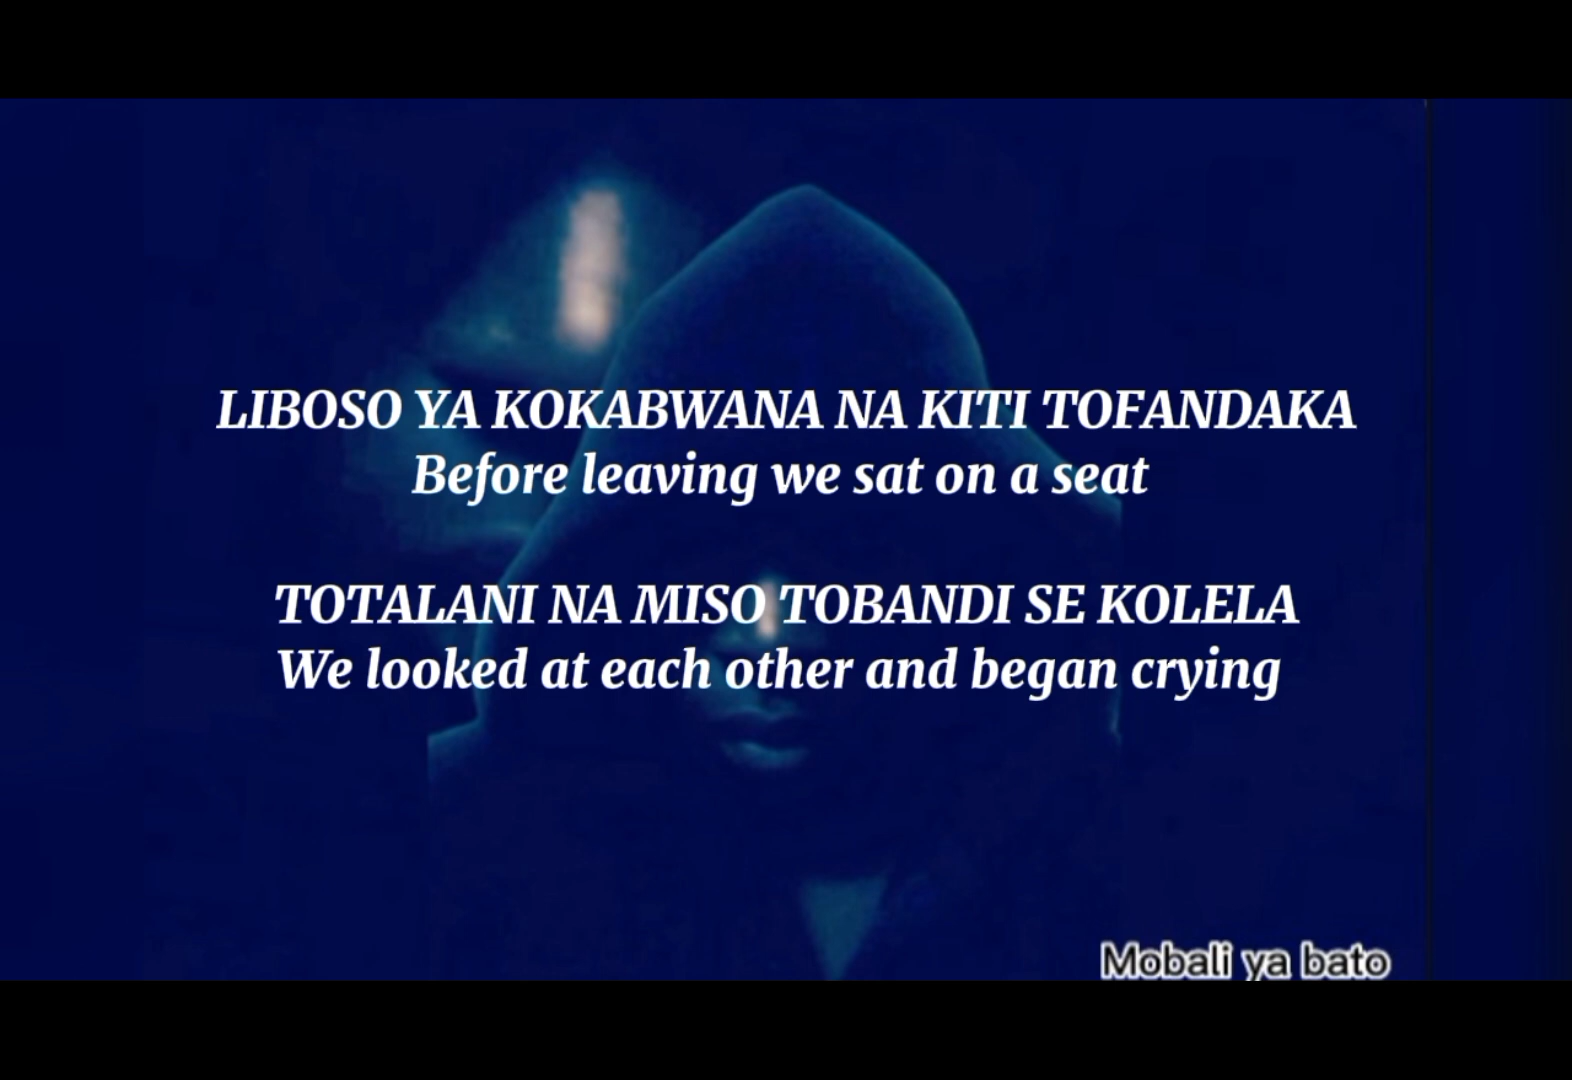 LIBOSO YA KOKABWANA NA KITI TOFANDAKA
Before leaving we sat on a seat
TOTALANI NA MISO TOBANDI SE KOLELA
We looked at each other and began crying
Mobali ya bato